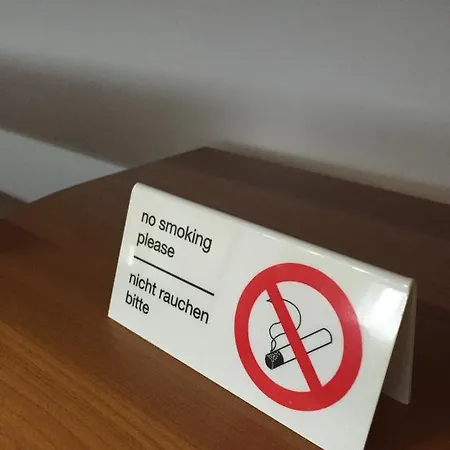 no smoking
please
nicht rauchen
bitte